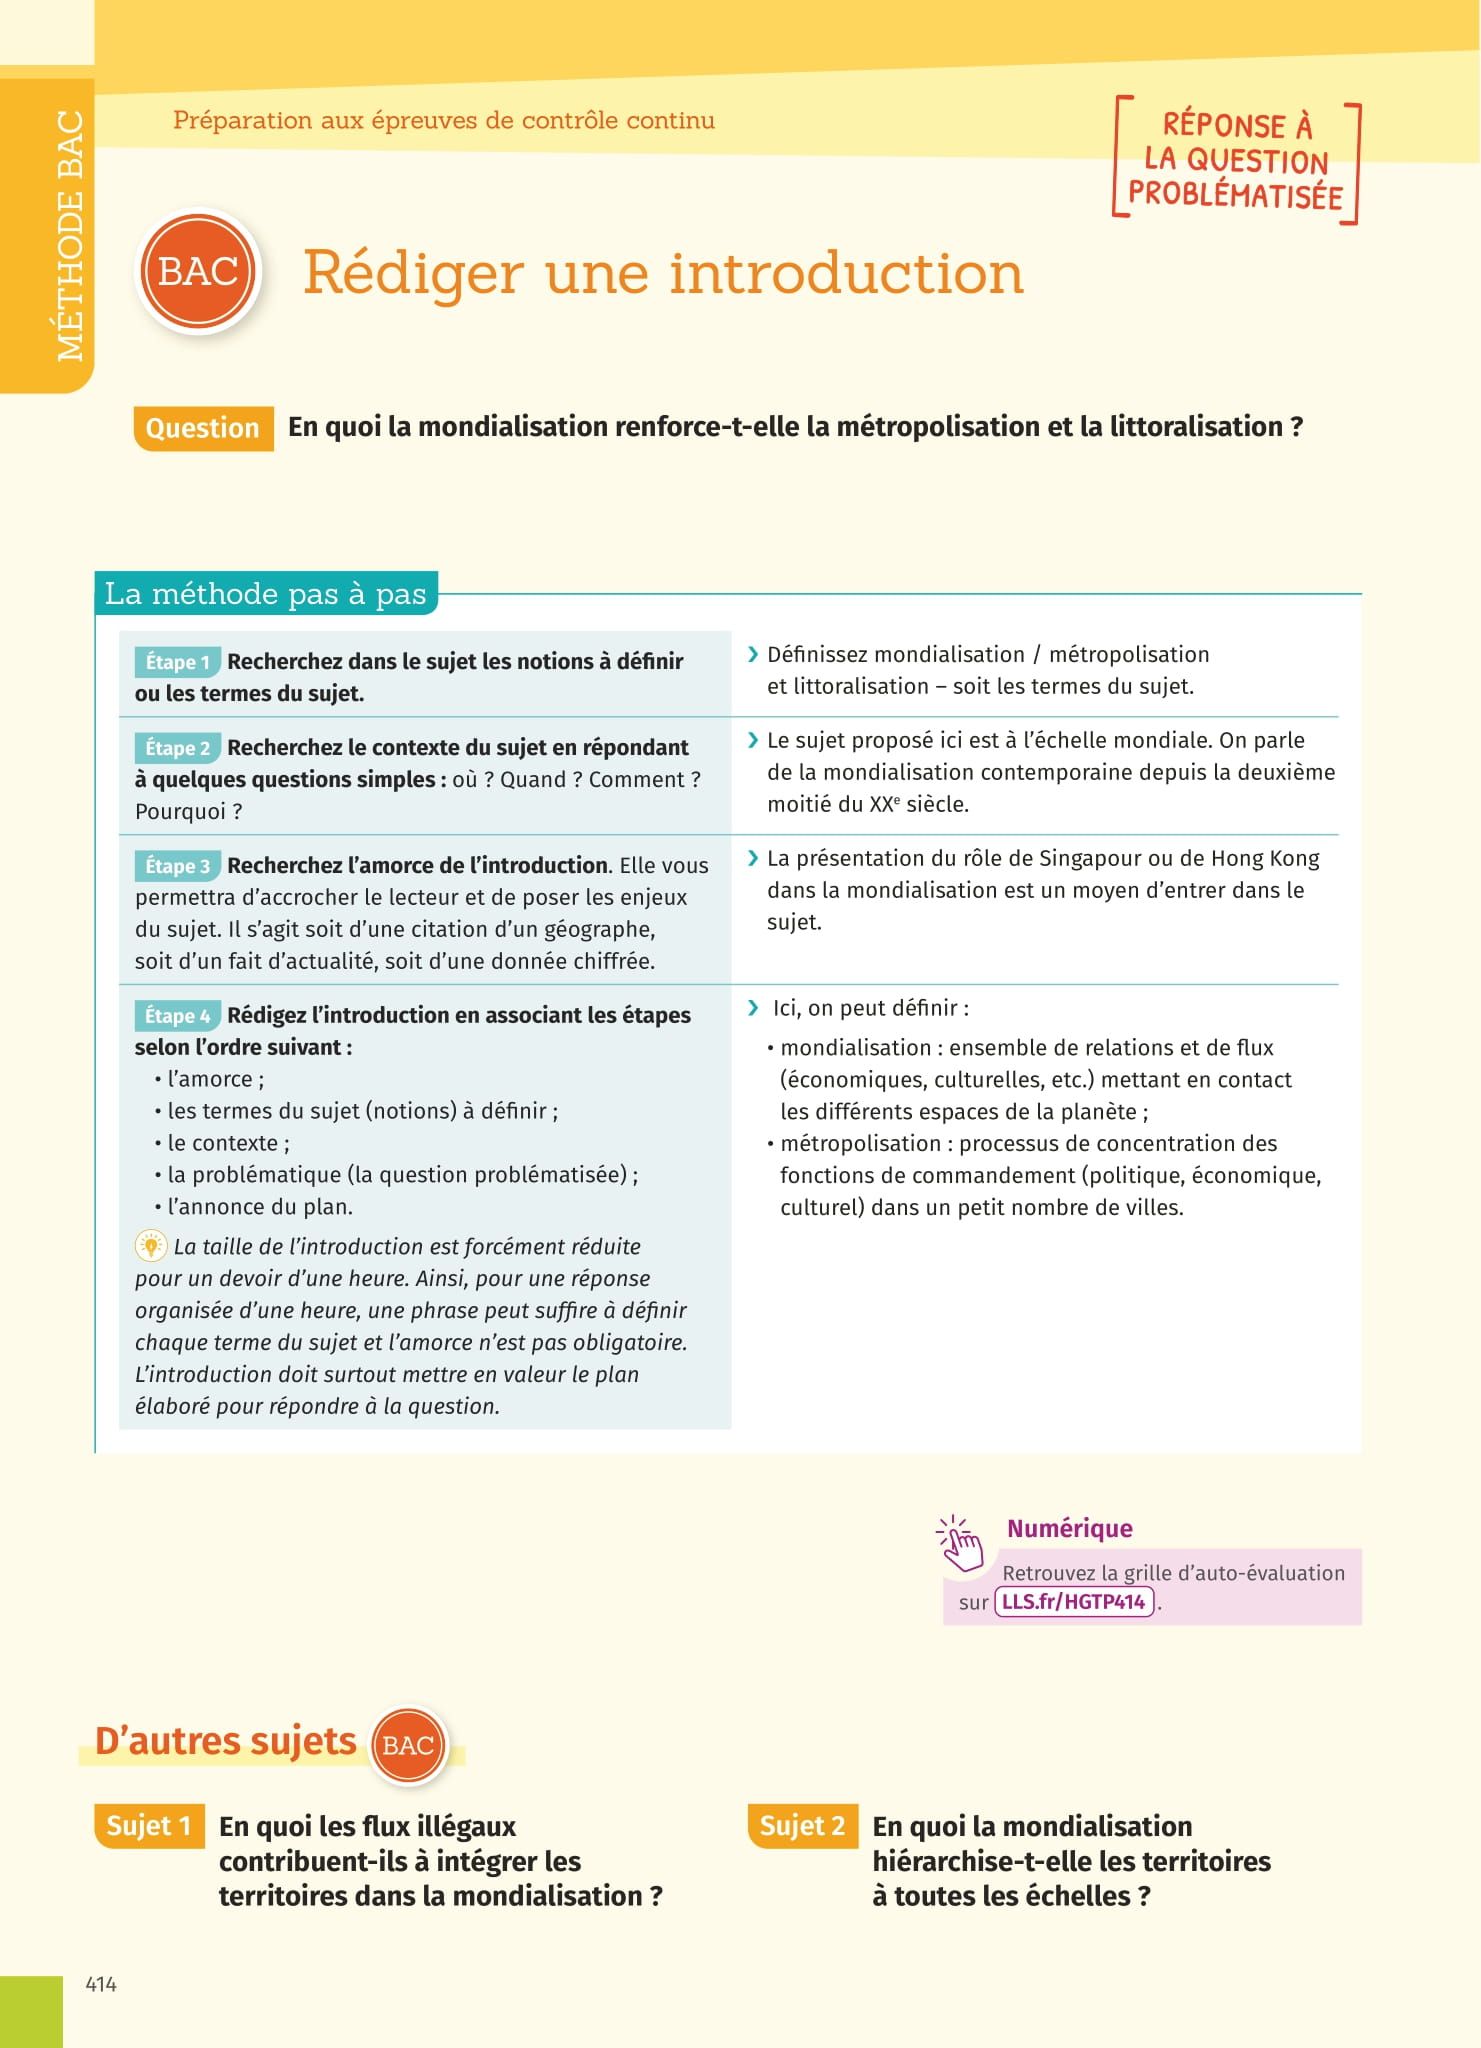 MÉTHODE BAC
Préparation aux épreuves de contrôle continu
RÉPONSE À
LA QUESTION
PROBLÉMATISÉE
BAC
Rédiger une introduction
Question
En quoi la mondialisation renforce-t-elle la métropolisation et la littoralisation ?
La méthode pas à pas
Étape 1 Recherchez dans le sujet les notions à définir
ou les termes du sujet.
› Définissez mondialisation / métropolisation
et littoralisation – soit les termes du sujet.
Étape 2 Recherchez le contexte du sujet en répondant
à quelques questions simples : où ? Quand ? Comment ?
Pourquoi ?
› Le sujet proposé ici est à l’échelle mondiale. On parle
de la mondialisation contemporaine depuis la deuxième
moitié du XXe siècle.
Étape 3 Recherchez l’amorce de l’introduction. Elle vous
permettra d’accrocher le lecteur et de poser les enjeux
du sujet. Il s’agit soit d’une citation d’un géographe,
soit d’un fait d’actualité, soit d’une donnée chiffrée.
› La présentation du rôle de Singapour ou de Hong Kong
dans la mondialisation est un moyen d’entrer dans le
sujet.
Étape 4 Rédigez l’introduction en associant les étapes
selon l’ordre suivant :
• l’amorce ;
• les termes du sujet (notions) à définir ;
• le contexte ;
• la problématique (la question problématisée) ;
• l’annonce du plan.
La taille de l’introduction est forcément réduite
pour un devoir d’une heure. Ainsi, pour une réponse
organisée d’une heure, une phrase peut suffire à définir
chaque terme du sujet et l’amorce n’est pas obligatoire.
L’introduction doit surtout mettre en valeur le plan
élaboré pour répondre à la question.
› Ici, on peut définir :
• mondialisation : ensemble de relations et de flux
(économiques, culturelles, etc.) mettant en contact
les différents espaces de la planète ;
• métropolisation : processus de concentration des
fonctions de commandement (politique, économique,
culturel) dans un petit nombre de villes.
Numérique
Retrouvez la grille d’auto-évaluation
sur LLS.fr/HGTP414 .
D’autres sujets BAC
Sujet 1
En quoi les flux illégaux
contribuent-ils à intégrer les
territoires dans la mondialisation ?
Sujet 2
En quoi la mondialisation
hiérarchise-t-elle les territoires
à toutes les échelles ?
414